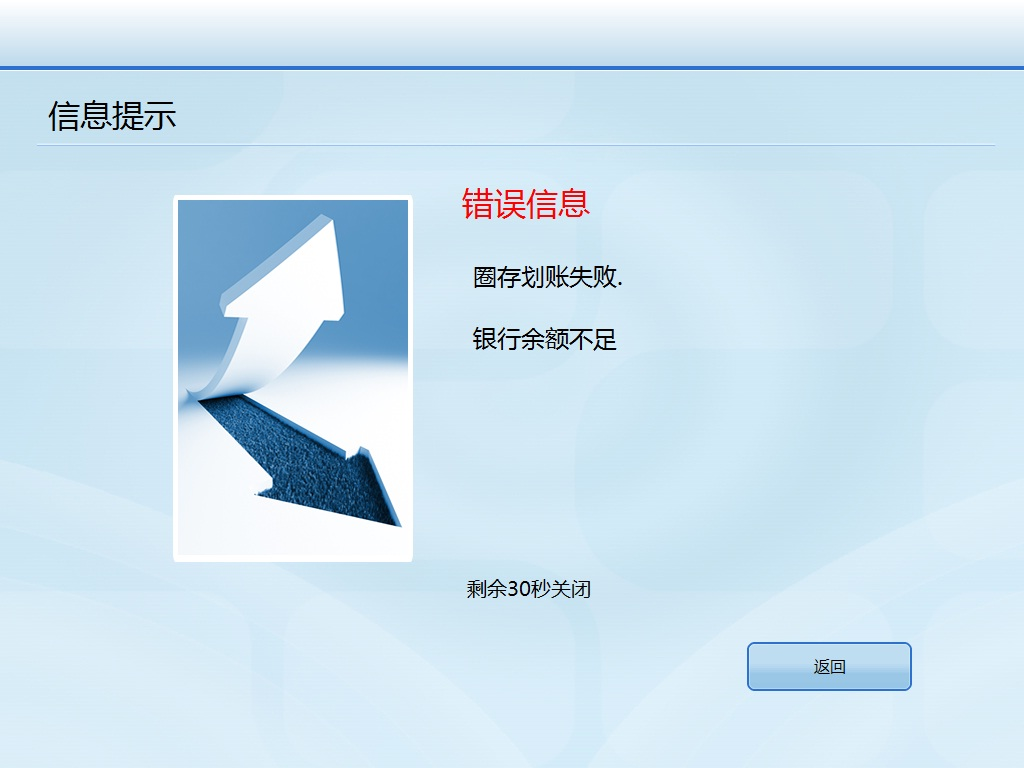 信息提示
错误信息
圈存划账失败.
银行余额不足
剩余30秒关闭
返回